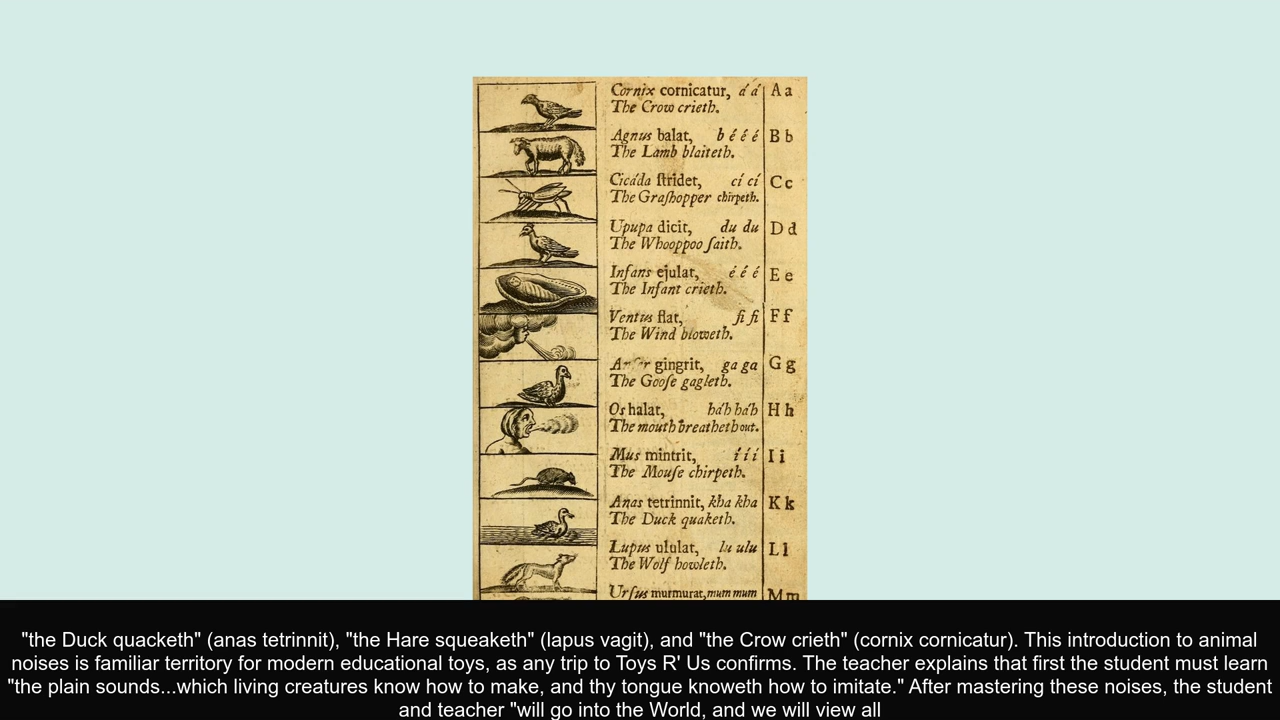 Cornix cornicatur, á á A a
The Crow crieth.
Agnus balat, b é é é B b
The Lamb blaiteth.
Cicáda ſtridet, cí cí C c
The Graſhopper chirpeth.
Upupa dicit, du du D d
The Whooppoo ſaith.
Infans ejulat, é é é E e
The Infant crieth.
Ventus flat, fi fi F f
The Wind bloweth.
gingrit, ga ga G g
The Gooſe gagleth.
Os halat, há'h há'h H h
The mouth breatheth out.
Mus mintrit, í í í I i
The Mouſe chirpeth.
Anas tetrinnit, kha kha K k
The Duck quaketh.
Lupus ululat, lu ulu L l
The Wolf howleth.
Urſus murmurat, mum mum M m
"the Duck quacketh" (anas tetrinnit), "the Hare squeaketh" (lapus vagit), and "the Crow crieth" (cornix cornicatur). This introduction to animal
noises is familiar territory for modern educational toys, as any trip to Toys R' Us confirms. The teacher explains that first the student must learn
"the plain sounds...which living creatures know how to make, and thy tongue knoweth how to imitate." After mastering these noises, the student
and teacher "will go into the World, and we will view all